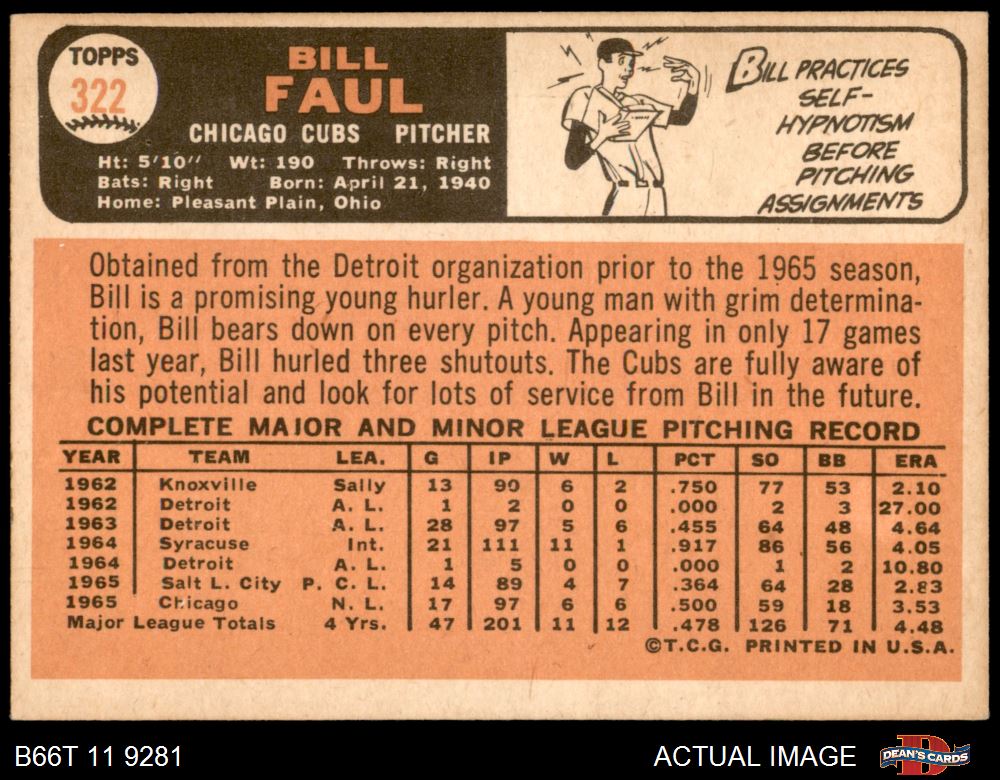 TOPPS
322
BILL
FAUL
CHICAGO CUBS PITCHER
Ht: 5'10" Wt: 190 Throws: Right
Bats: Right Born: April 21, 1940
Home: Pleasant Plain, Ohio
BILL PRACTICES
SELF-
HYPNOTISM
BEFORE
PITCHING
ASSIGNMENTS
Obtained from the Detroit organization prior to the 1965 season,
Bill is a promising young hurler. A young man with grim determina-
tion, Bill bears down on every pitch. Appearing in only 17 games
last year, Bill hurled three shutouts. The Cubs are fully aware of
his potential and look for lots of service from Bill in the future.
COMPLETE MAJOR AND MINOR LEAGUE PITCHING RECORD
YEAR TEAM LEA. G IP W L PCT SO BB ERA
1962 Knoxville Sally 13 90 6 2 .750 77 53 2.10
1962 Detroit A. L. 1 2 0 0 .000 2 3 27.00
1963 Detroit A. L. 28 97 5 6 .455 64 48 4.64
1964 Syracuse Int. 21 111 11 1 .917 86 56 4.05
1964 Detroit A. L. 1 5 0 0 .000 1 2 10.80
1965 Salt L. City P. C. L. 14 89 4 7 .364 64 28 2.83
1965 Chicago N. L. 17 97 6 6 .500 59 18 3.53
Major League Totals 4 Yrs. 47 201 11 12 .478 126 71 4.48
©T.C.G. PRINTED IN U.S.A.
B66T 11 9281
ACTUAL IMAGE
DEAN'S CARDS